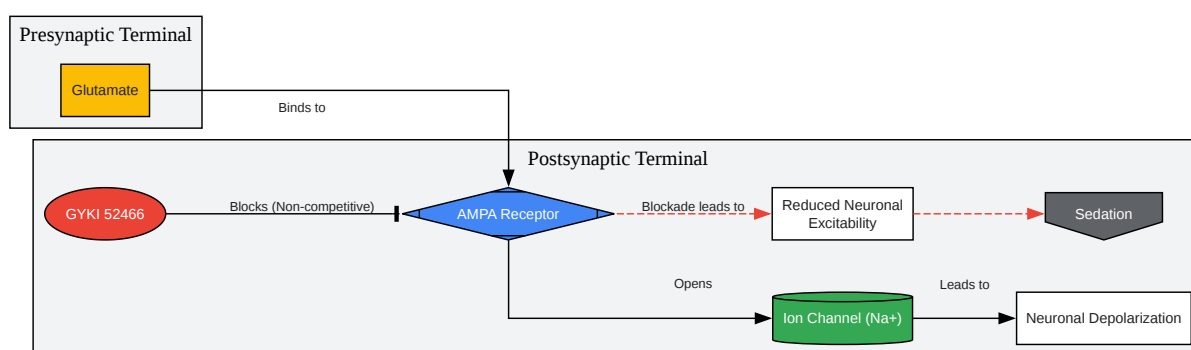 Presynaptic Terminal
Glutamate
Binds to
Postsynaptic Terminal
GYKI 52466
Blocks (Non-competitive)
AMPA Receptor
Blockade leads to
Reduced Neuronal
Excitability
Sedation
Opens
Ion Channel (Na+)
Leads to
Neuronal Depolarization